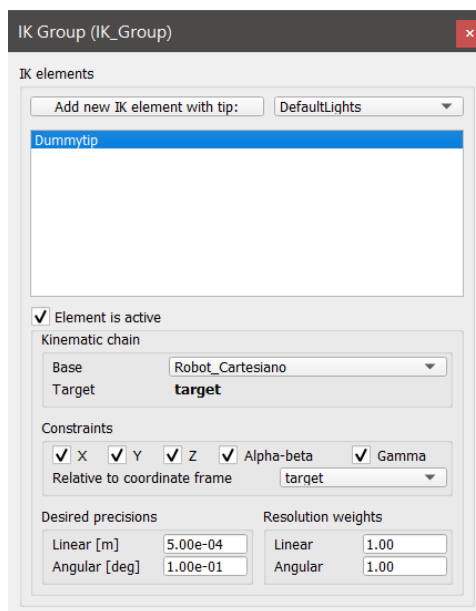 IK Group (IK_Group)
IK elements
Add new IK element with tip: DefaultLights
Dummytip
Element is active
Kinematic chain
Base Robot_Cartesiano
Target target
Constraints
X Y Z Alpha-beta Gamma
Relative to coordinate frame target
Desired precisions Resolution weights
Linear [m] 5.00e-04 Linear 1.00
Angular [deg] 1.00e-01 Angular 1.00